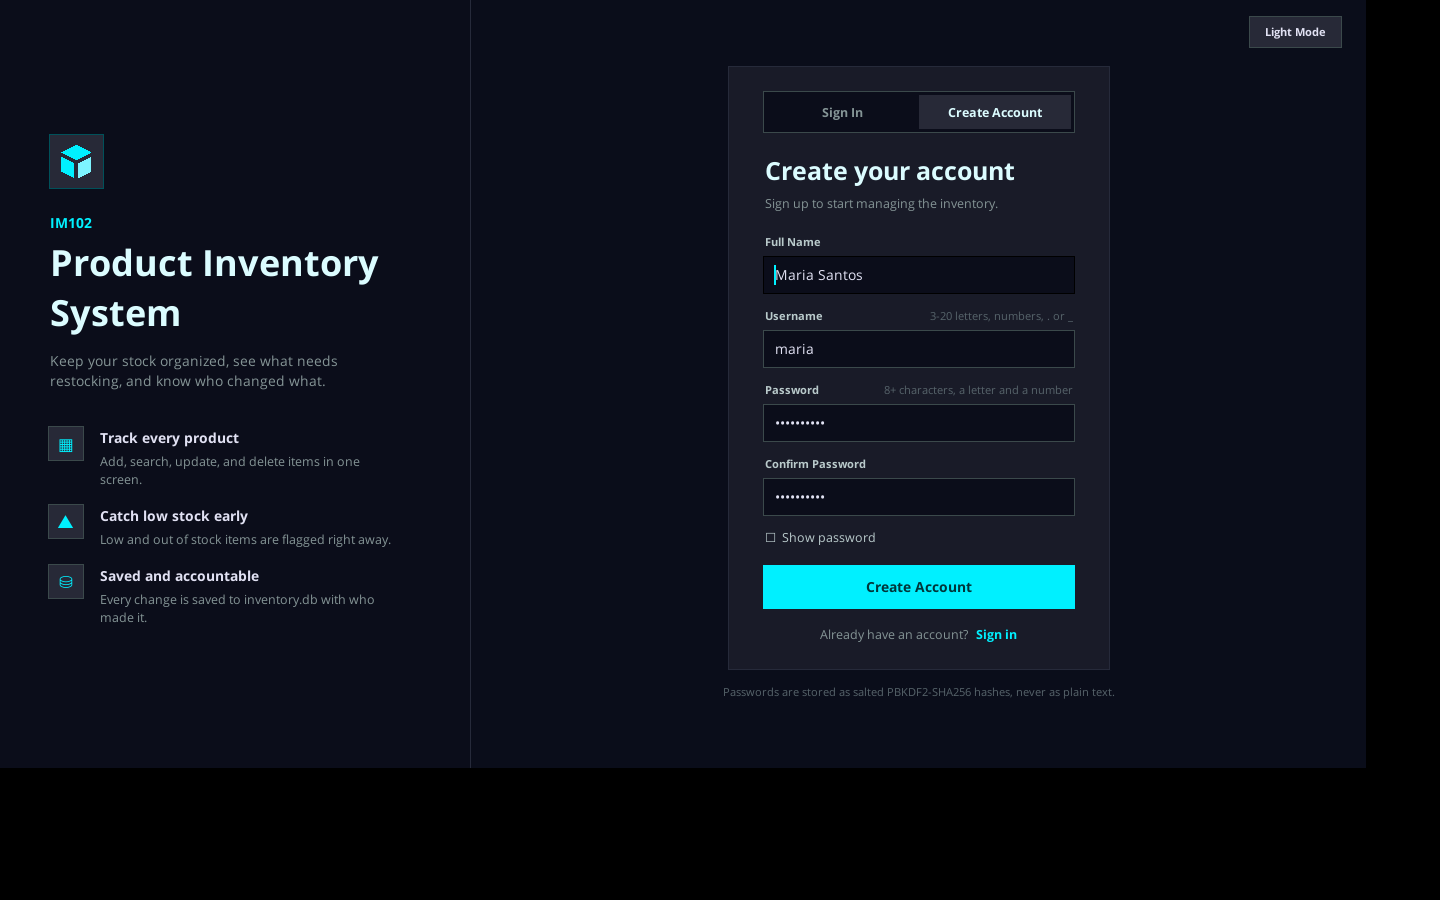 Light Mode
IM102
Product Inventory
System
Keep your stock organized, see what needs
restocking, and know who changed what.
Track every product
Add, search, update, and delete items in one
screen.
Catch low stock early
Low and out of stock items are flagged right away.
Saved and accountable
Every change is saved to inventory.db with who
made it.
Sign In
Create Account
Create your account
Sign up to start managing the inventory.
Full Name
Maria Santos
Username
3-20 letters, numbers, . or _
maria
Password
8+ characters, a letter and a number
••••••••••
Confirm Password
••••••••••
Show password
Create Account
Already have an account? Sign in
Passwords are stored as salted PBKDF2-SHA256 hashes, never as plain text.